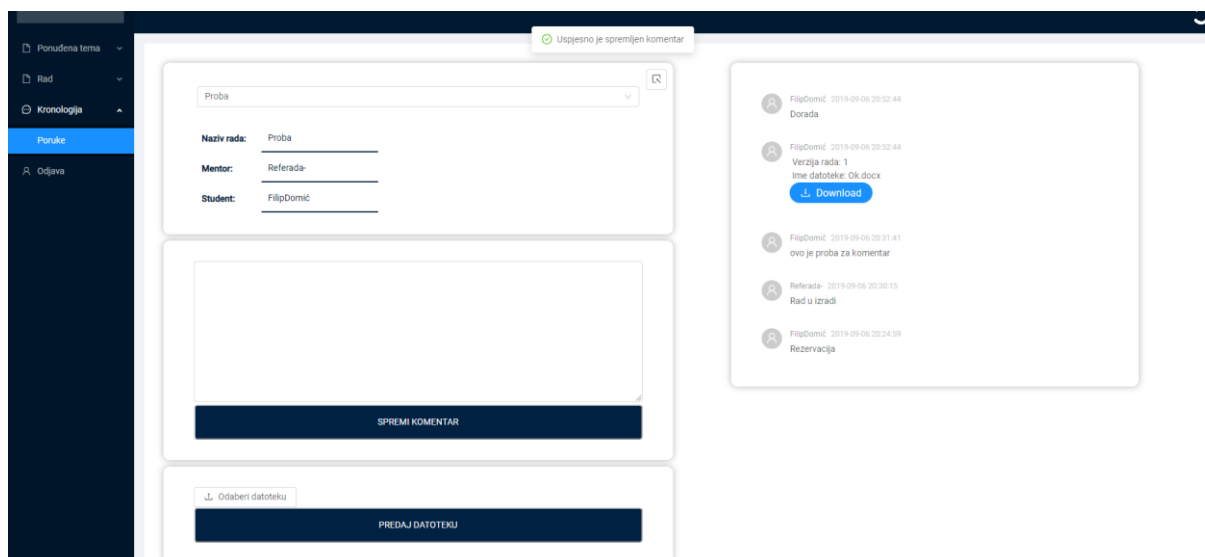 Uspjesno je spremljen komentar
Ponuđena tema
Rad
Kronologija
Poruke
Odjava
Proba
Naziv rada: Proba
Mentor: Referada-
Student: FilipDomić
SPREMI KOMENTAR
Odaberi datoteku
PREDAJ DATOTEKU
FilipDomić 2019-09-06 20:32:44
Dorada
FilipDomić 2019-09-06 20:32:44
Verzija rada: 1
Ime datoteke: Ok.docx
Download
FilipDomić 2019-09-06 20:31:41
ovo je proba za komentar
Referada- 2019-09-06 20:30:15
Rad u izradi
FilipDomić 2019-09-06 20:24:59
Rezervacija